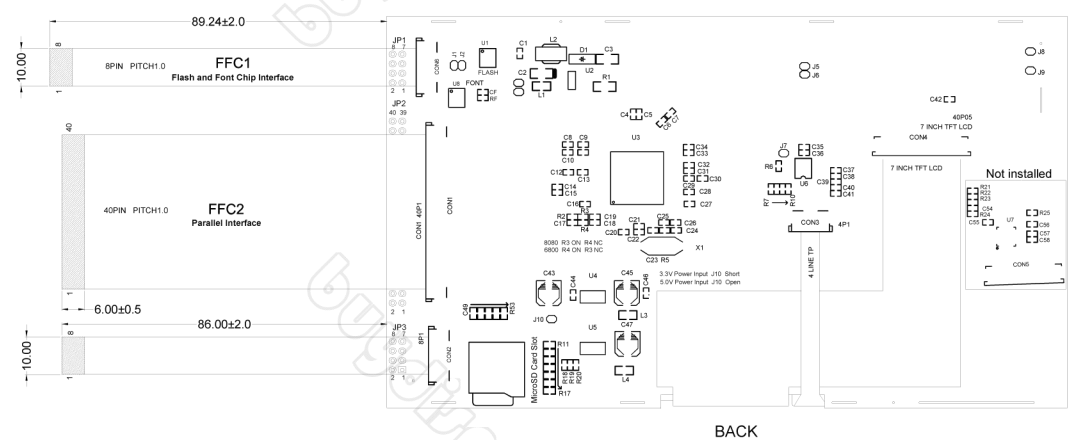 89.24±2.0
10.00
8
1
8PIN PITCH1.0
FFC1
Flash and Font Chip Interface
JP1
8 7
2 1
CON6
J1
J2
U1
FLASH
FONT
U8
CF
RF
C1
L2
D1
C3
C2
U2
L1
R1
JP2
40 39
C4
C5
C6
C7
U3
J5
J6
J8
J9
C42
40P05
7 INCH TFT LCD
CON4
7 INCH TFT LCD
40
1
40PIN PITCH1.0
FFC2
Parallel Interface
CON1 40P1
CON1
2 1
C8
C9
C10
C12
C13
C14
C15
C16
R3
R2
C17
R4
C19
C18
C20
C21
C22
C25
C26
C24
C34
C33
C32
C31
C30
C29
C28
C27
J7
C35
C36
R6
U6
C37
C38
C39
C40
C41
R7
R10
CON3
4P1
4 LINE TP
8080 R3 ON R4 NC
6800 R4 ON R3 NC
X1
C23 R5
3.3V Power Input J10 Short
5.0V Power Input J10 Open
Not installed
R21
R22
R23
R24
C54
C55
U7
R25
C56
C57
C58
CON5
6.00±0.5
86.00±2.0
10.00
8
1
JP3
8 7
2 1
8P1
CON2
C49
R53
C43
C44
U4
C45
C46
J10
U5
C47
L3
L4
MicroSD Card Slot
R11
R17
R18
R19
R20
BACK
buydisplay